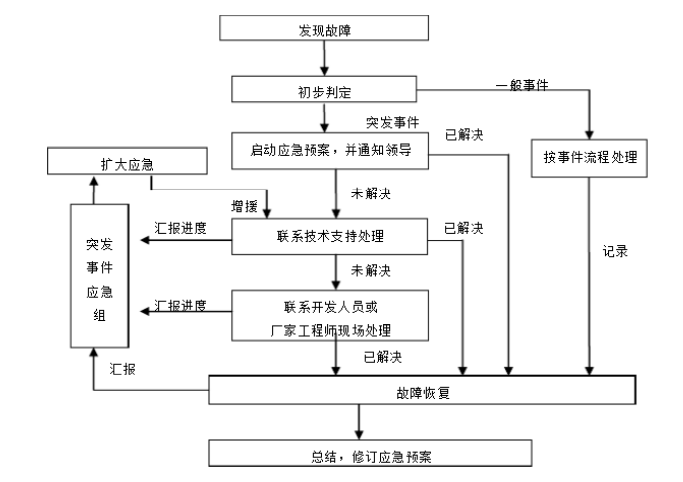 发现故障
初步判定
一般事件
突发事件
已解决
启动应急预案，并通知领导
按事件流程处理
扩大应急
未解决
增援
汇报进度
联系技术支持处理
已解决
突发
事件
应急
组
记录
未解决
汇报进度
联系开发人员或
厂家工程师现场处理
已解决
汇报
故障恢复
总结，修订应急预案